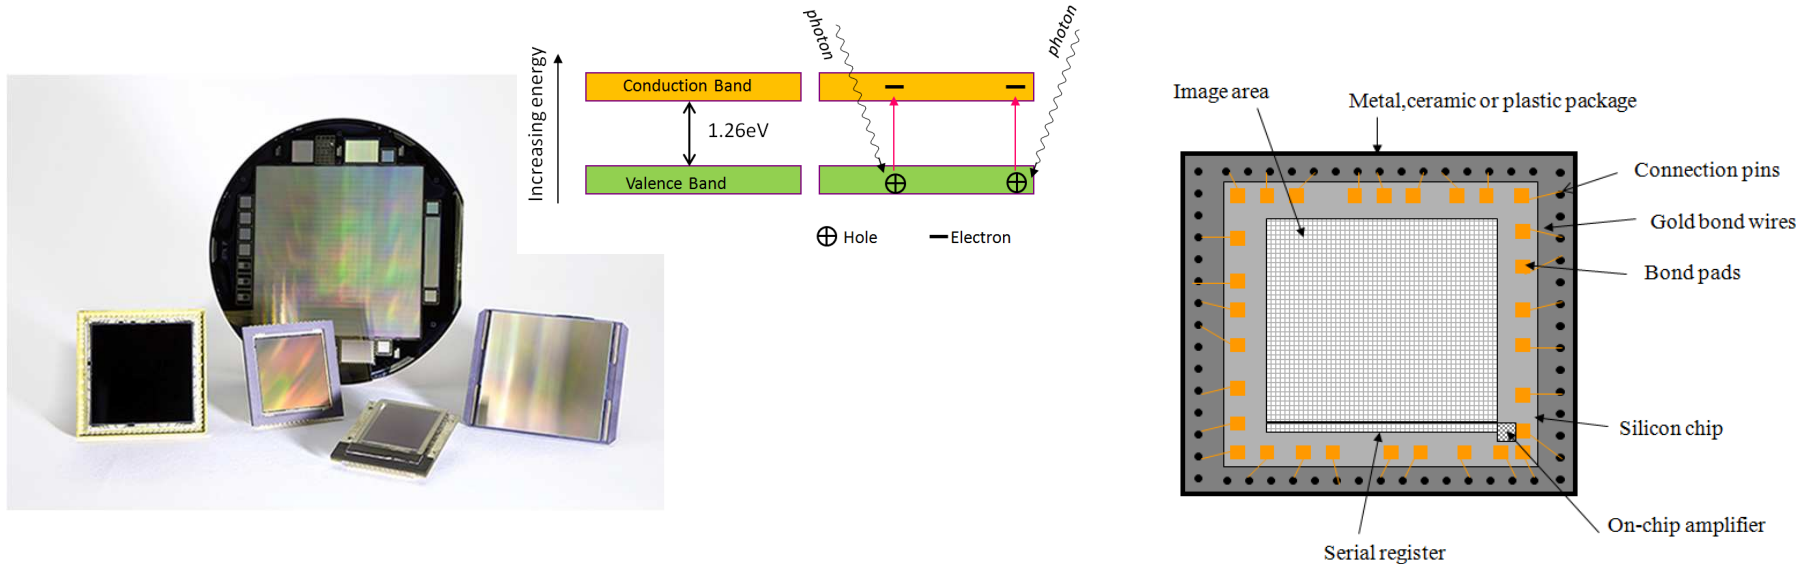 photon
photon
Increasing energy
Conduction Band
1.26eV
Valence Band
Hole
Electron
Image area
Metal,ceramic or plastic package
Connection pins
Gold bond wires
Bond pads
Silicon chip
On-chip amplifier
Serial register